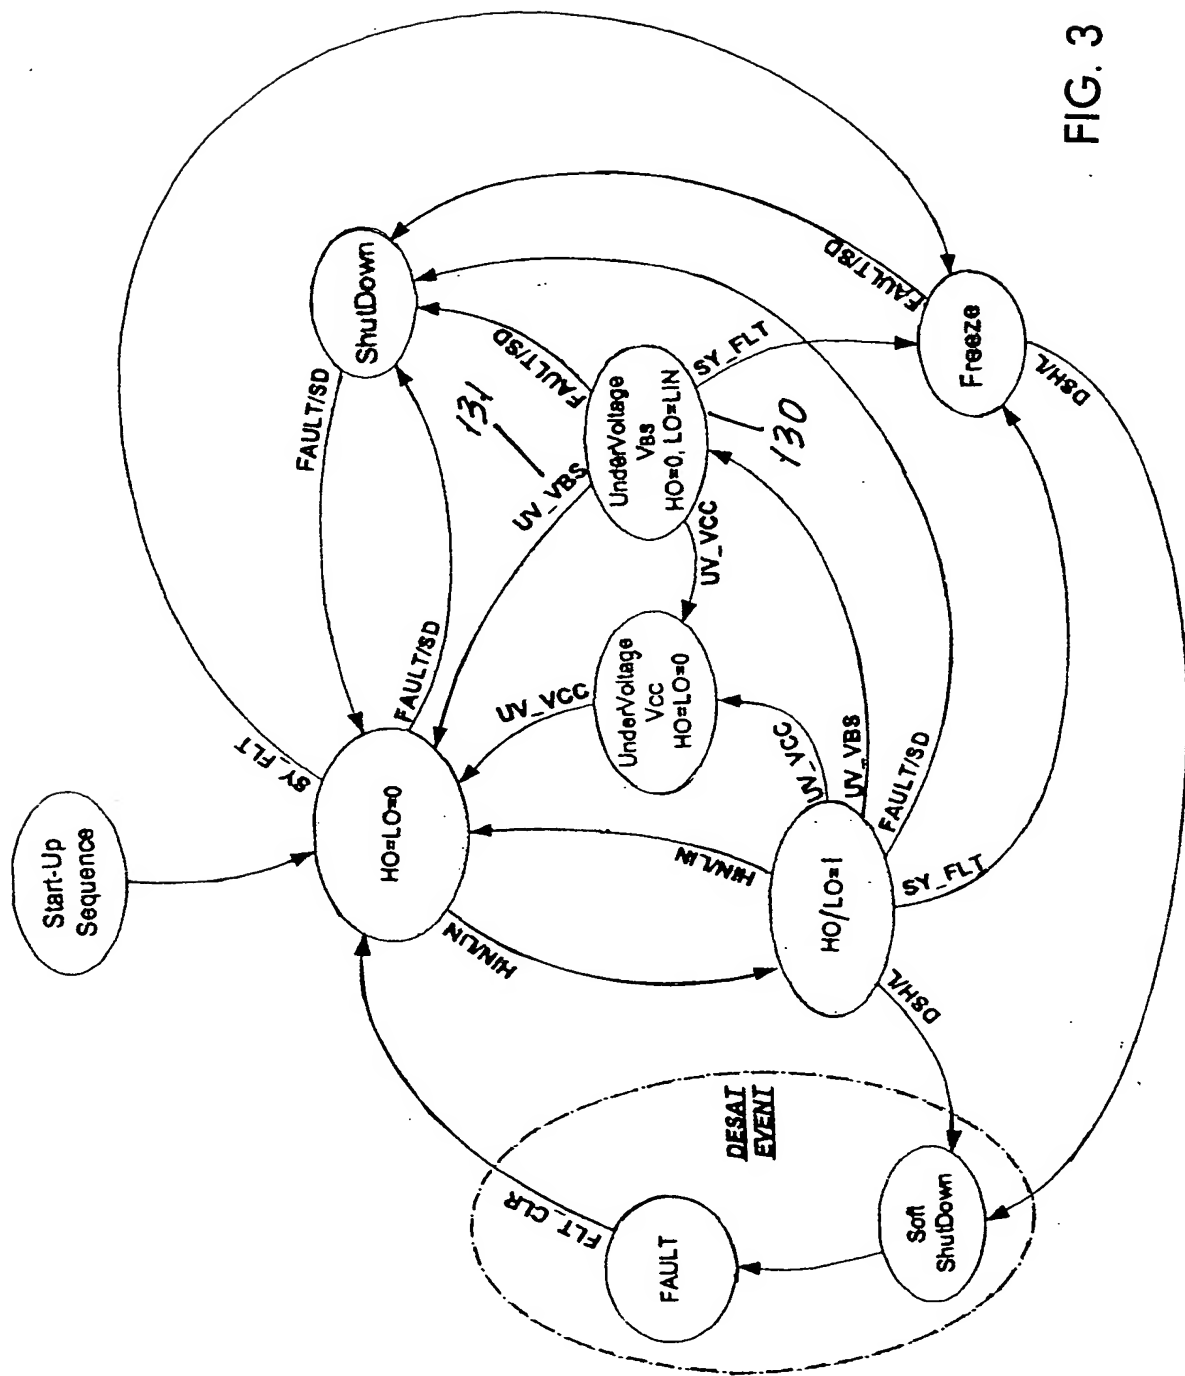 Start-Up
Sequence
SY_FLT
HO=LO=0
FAULT/SD
FAULT/SD
ShutDown
FLT_CLR
HIN/LIN
HIN/LIN
UV_VCC
UV_VBS
131
FAULT/SD
UnderVoltage
VCC
HO=LO=0
UnderVoltage
VBS
HO=0, LO=LIN
UV_VCC
SY_FLT
130
FAULT
DESAT
EVENT
HO/LO=1
UV_VCC
UV_VBS
FAULT/SD
SY_FLT
DSH/L
FAULT/SD
Freeze
DSH/L
Soft
ShutDown
FIG. 3